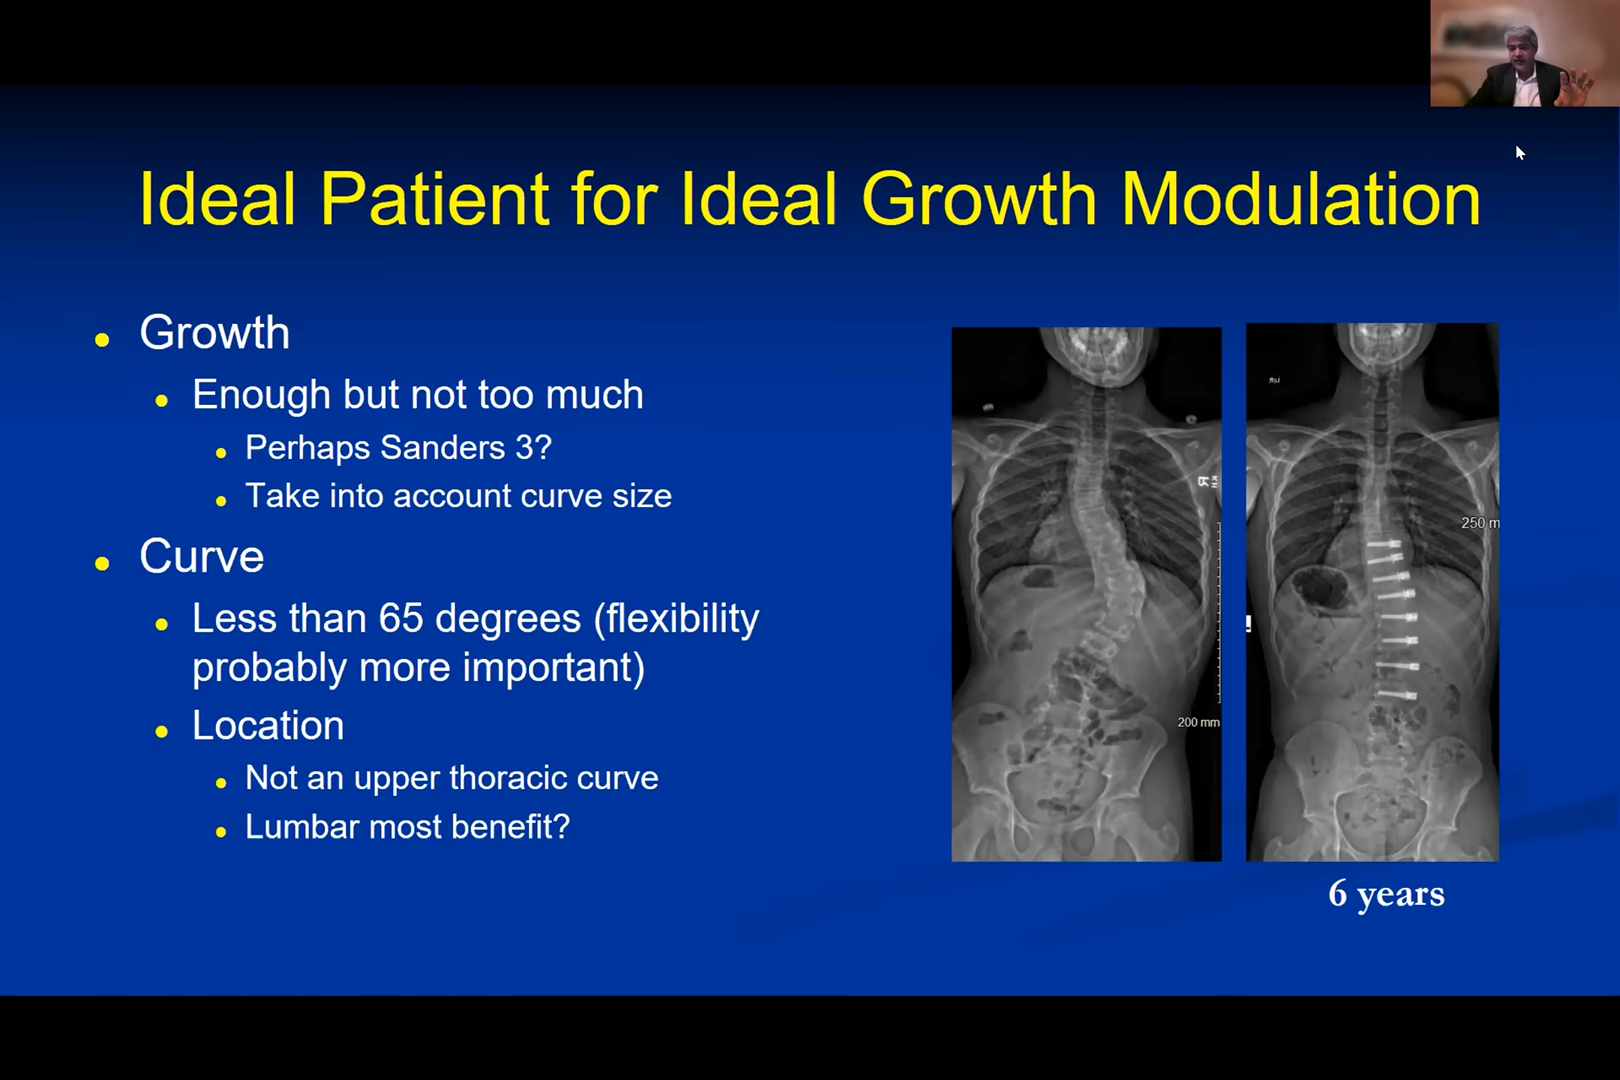 Ideal Patient for Ideal Growth Modulation
Growth
Enough but not too much
Perhaps Sanders 3?
Take into account curve size
Curve
Less than 65 degrees (flexibility
probably more important)
Location
Not an upper thoracic curve
Lumbar most benefit?
R
200 mm
Left
250 m
6 years